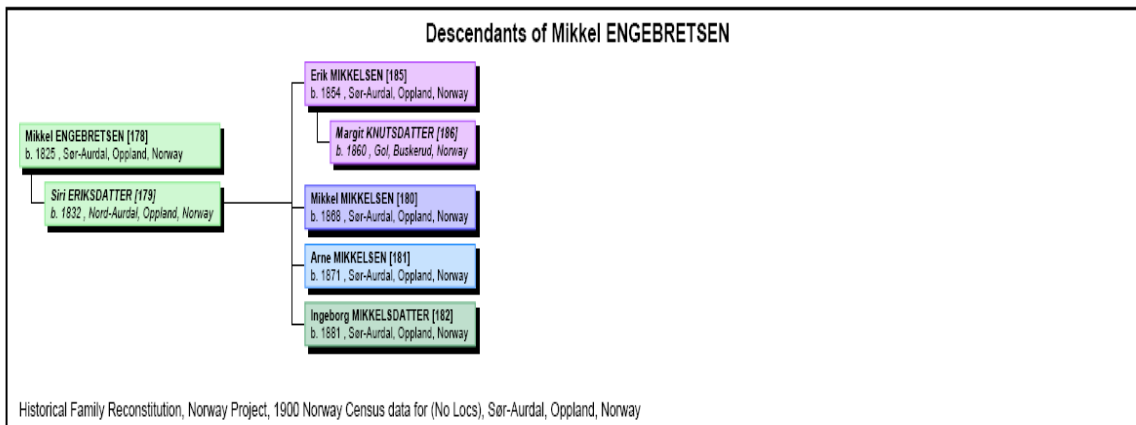 Descendants of Mikkel ENGEBRETSEN
Mikkel ENGEBRETSEN [178]
b. 1825 , Sør-Aurdal, Oppland, Norway
Siri ERIKSDATTER [179]
b. 1832 , Nord-Aurdal, Oppland, Norway
Erik MIKKELSEN [185]
b. 1854 , Sør-Aurdal, Oppland, Norway
Margit KNUTSDATTER [186]
b. 1860 , Gol, Buskerud, Norway
Mikkel MIKKELSEN [180]
b. 1868 , Sør-Aurdal, Oppland, Norway
Arne MIKKELSEN [181]
b. 1871 , Sør-Aurdal, Oppland, Norway
Ingeborg MIKKELSDATTER [182]
b. 1881 , Sør-Aurdal, Oppland, Norway
Historical Family Reconstitution, Norway Project, 1900 Norway Census data for (No Locs), Sør-Aurdal, Oppland, Norway